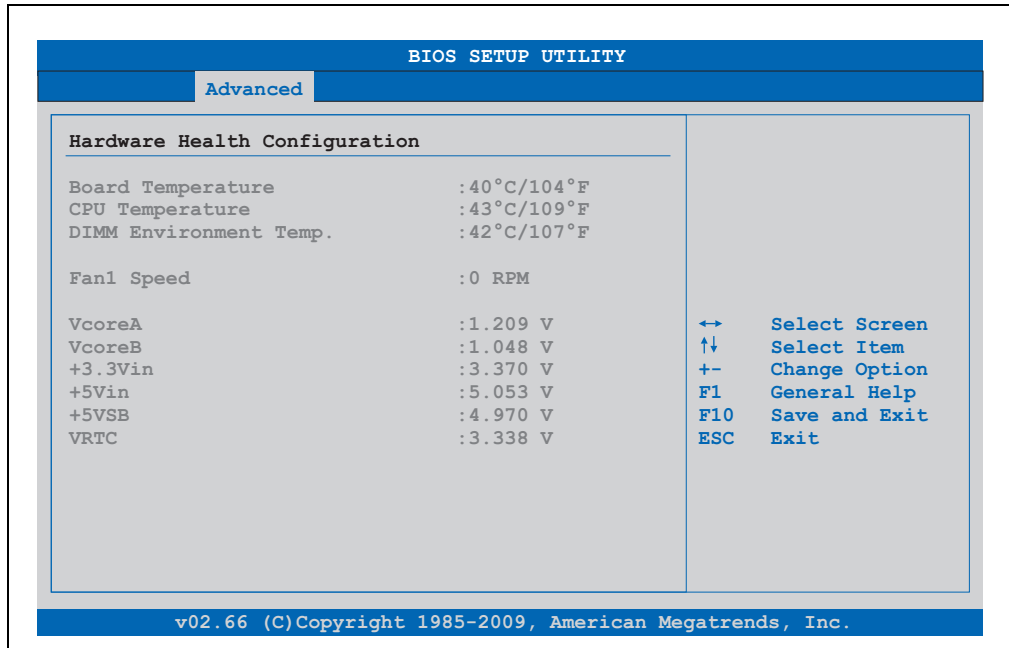 BIOS SETUP UTILITY
Advanced
Hardware Health Configuration
Board Temperature :40°C/104°F
CPU Temperature :43°C/109°F
DIMM Environment Temp. :42°C/107°F
Fan1 Speed :0 RPM
VcoreA :1.209 V
VcoreB :1.048 V
+3.3Vin :3.370 V
+5Vin :5.053 V
+5VSB :4.970 V
VRTC :3.338 V
↔ Select Screen
↑↓ Select Item
+- Change Option
F1 General Help
F10 Save and Exit
ESC Exit
v02.66 (C)Copyright 1985-2009, American Megatrends, Inc.